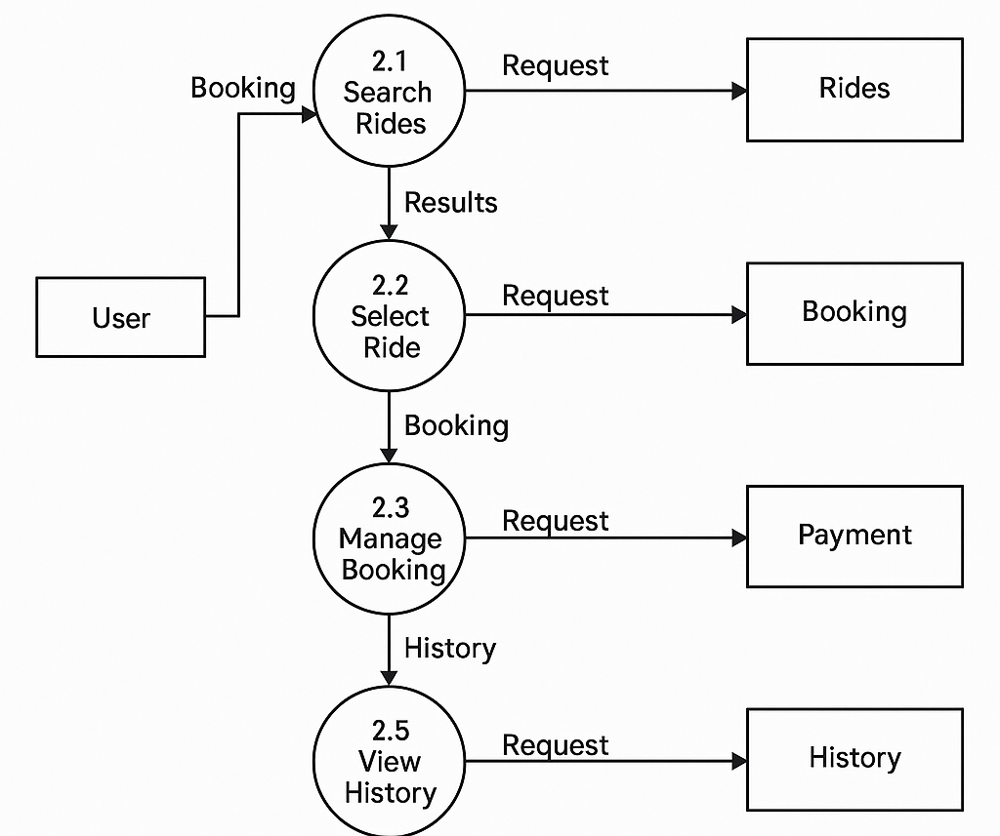 2.1
Search
Rides
Request
Rides
Booking
Results
User
2.2
Select
Ride
Request
Booking
Booking
2.3
Manage
Booking
Request
Payment
History
2.5
View
History
Request
History